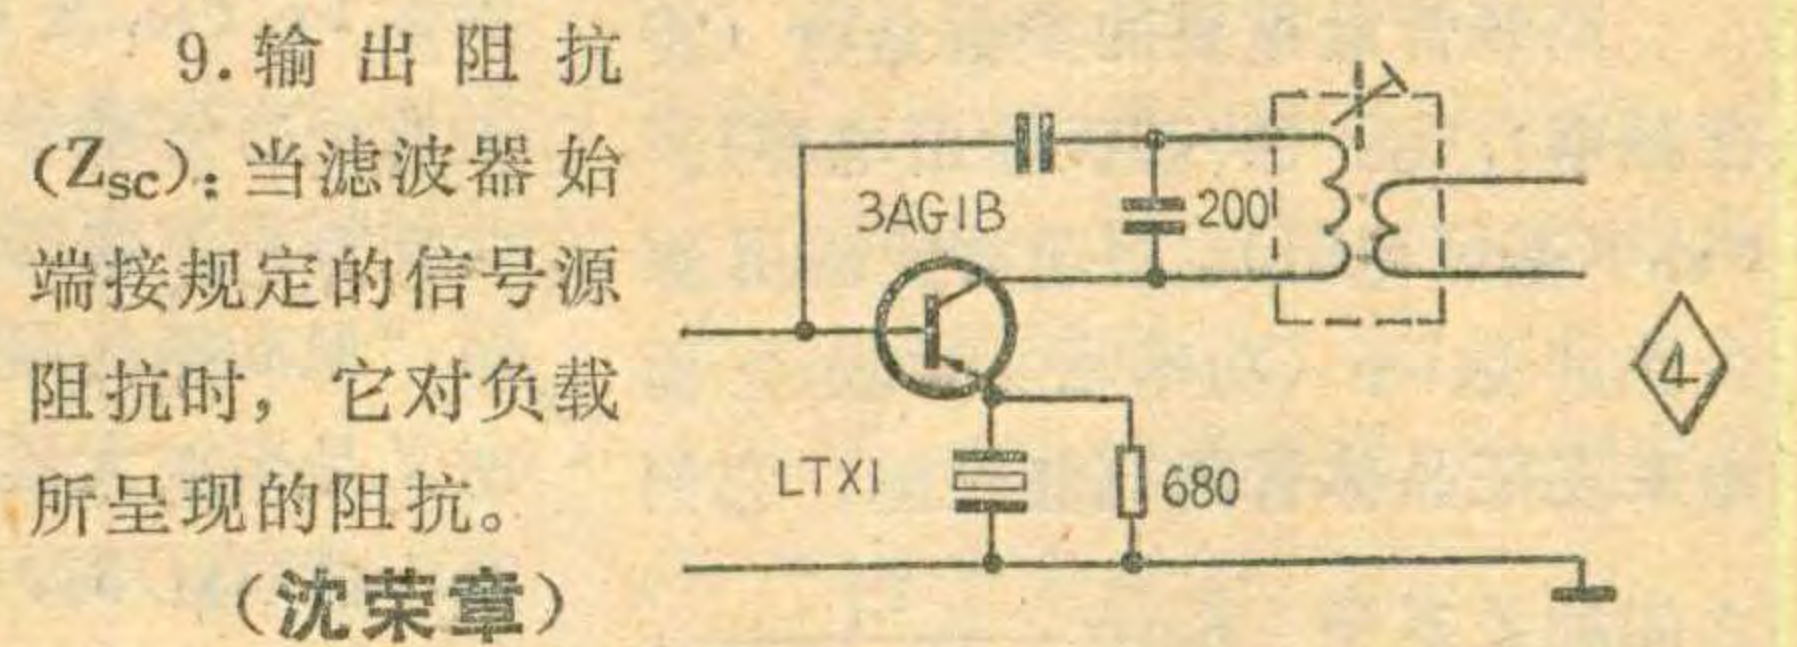 9.输出阻抗
(Zsc):当滤波器始
端接规定的信号源
阻抗时，它对负载
所呈现的阻抗。
（沈荣章）
3AG1B
200
LTX1
680
4